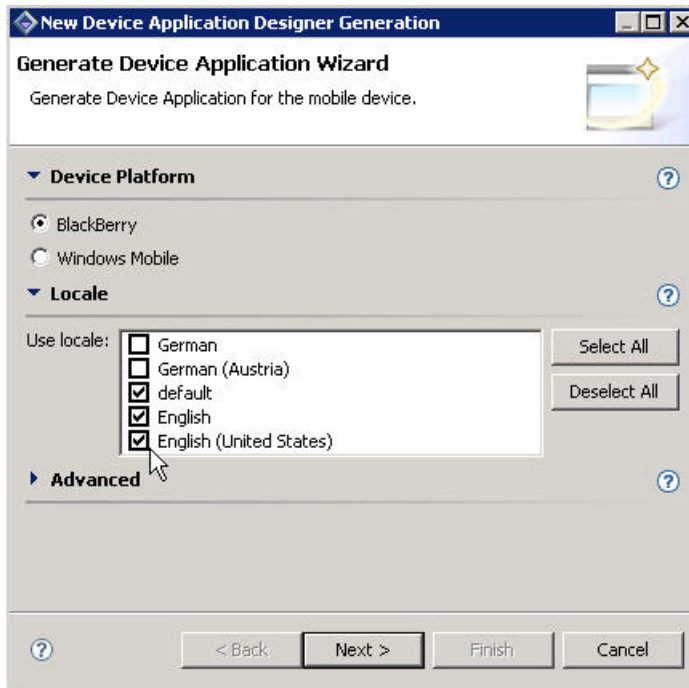 New Device Application Designer Generation
Generate Device Application Wizard
Generate Device Application for the mobile device.
Device Platform
BlackBerry
Windows Mobile
Locale
Use locale:
German
German (Austria)
default
English
English (United States)
Select All
Deselect All
Advanced
< Back
Next >
Finish
Cancel